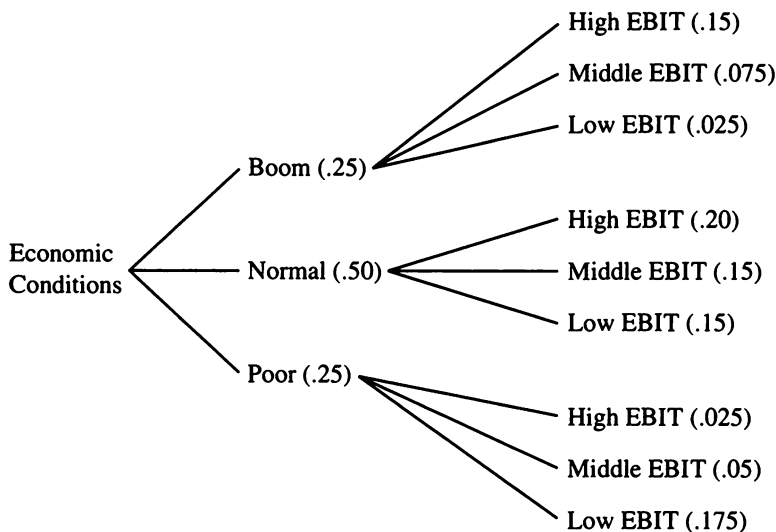 High EBIT (.15)
Middle EBIT (.075)
Low EBIT (.025)
Boom (.25)
High EBIT (.20)
Economic
Conditions
Normal (.50)
Middle EBIT (.15)
Low EBIT (.15)
Poor (.25)
High EBIT (.025)
Middle EBIT (.05)
Low EBIT (.175)